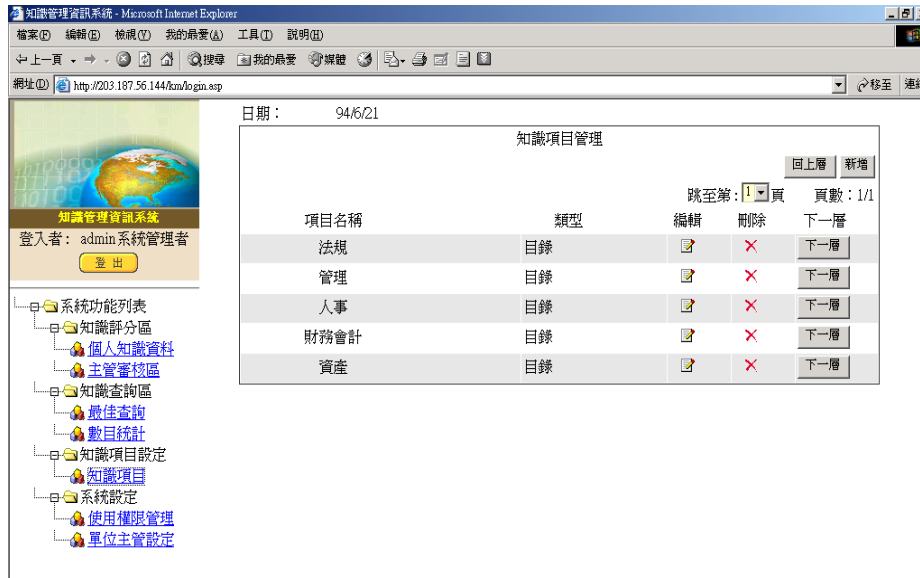 知識管理資訊系統 - Microsoft Internet Explorer
檔案(F) 編輯(E) 檢視(V) 我的最愛(A) 工具(T) 說明(H)
上一頁 搜尋 我的最愛 媒體
網址(D) http://203.187.56.144/km/login.asp 移至 連結
知識管理資訊系統
登入者: admin系統管理者
登 出
系統功能列表
知識評分區
個人知識資料
主管審核區
知識查詢區
最佳查詢
數目統計
知識項目設定
知識項目
系統設定
使用權限管理
單位主管設定
日期: 94/6/21
知識項目管理
回上層 新增
跳至第:1頁 頁數:1/1
項目名稱 類型 編輯 刪除 下一層
法規 目錄 下一層
管理 目錄 下一層
人事 目錄 下一層
財務會計 目錄 下一層
資產 目錄 下一層